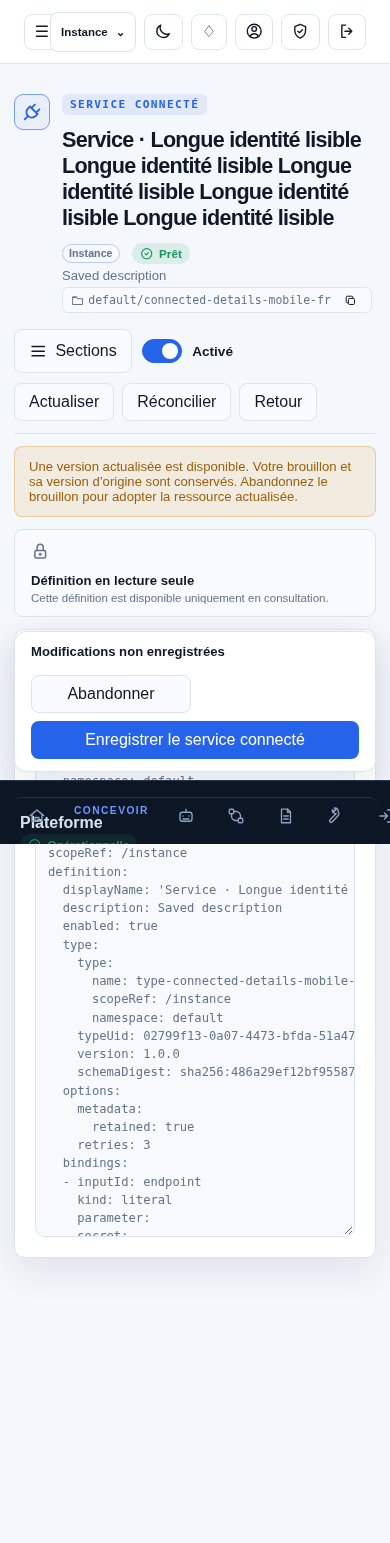 Instance
SERVICE CONNECTÉ
Service · Longue identité lisible
Longue identité lisible Longue
identité lisible Longue identité
lisible Longue identité lisible
Instance
Prêt
Saved description
default/connected-details-mobile-fr
Sections
Activé
Actualiser
Réconcilier
Retour
Une version actualisée est disponible. Votre brouillon et
sa version d'origine sont conservés. Abandonnez le
brouillon pour adopter la ressource actualisée.
Définition en lecture seule
Cette définition est disponible uniquement en consultation.
Modifications non enregistrées
Abandonner
Enregistrer le service connecté
namespace: default
CONCEVOIR
Plateforme
Opérationnelle
scopeRef: /instance
definition:
displayName: 'Service · Longue identité
description: Saved description
enabled: true
type:
type:
name: type-connected-details-mobile-
scopeRef: /instance
namespace: default
typeUid: 02799f13-0a07-4473-bfda-51a47
version: 1.0.0
schemaDigest: sha256:486a29ef12bf95587
options:
metadata:
retained: true
retries: 3
bindings:
- inputId: endpoint
kind: literal
parameter:
secret: